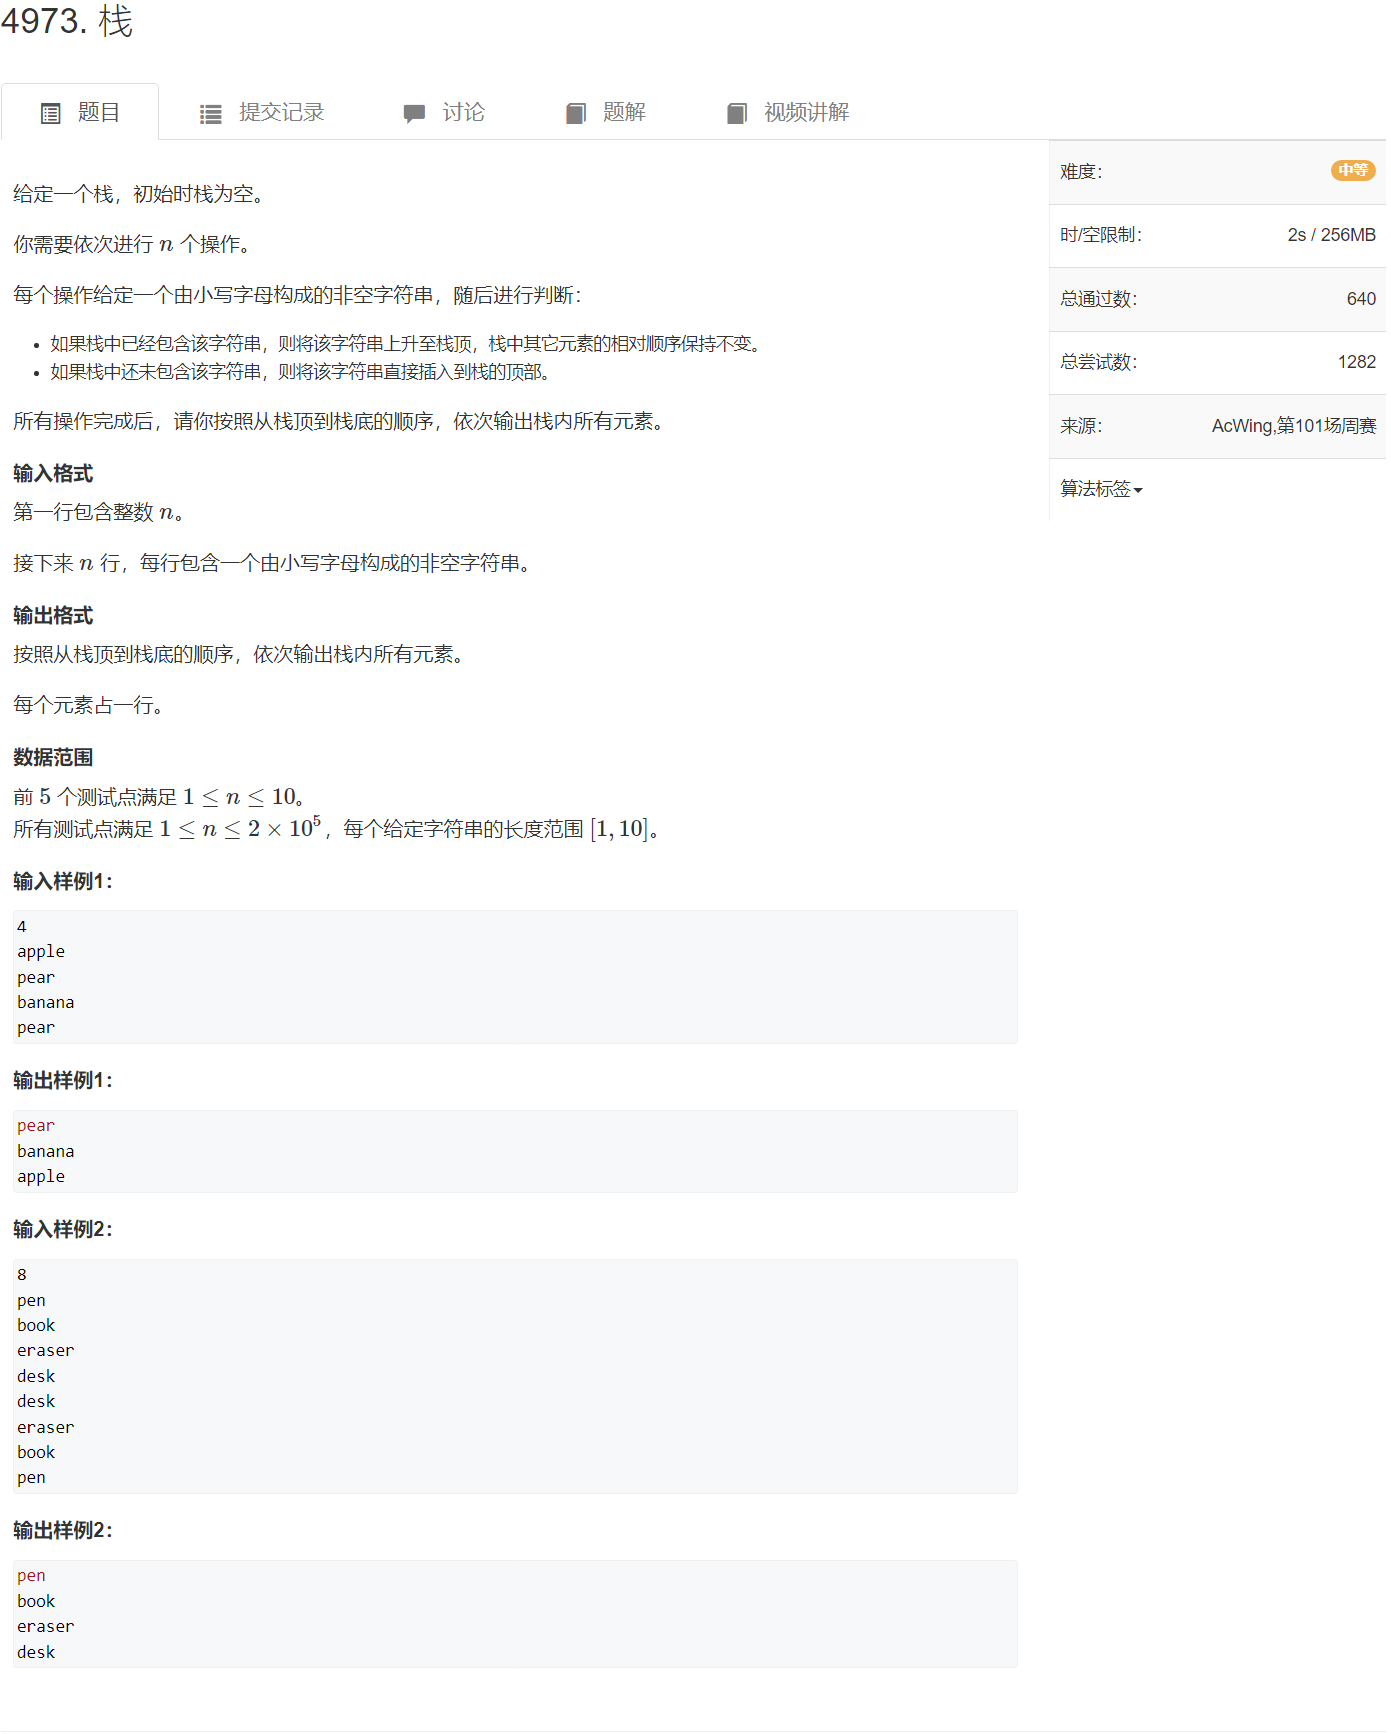 4973. 栈
题目 提交记录 讨论 题解 视频讲解
给定一个栈，初始时栈为空。
你需要依次进行 n 个操作。
每个操作给定一个由小写字母构成的非空字符串，随后进行判断：
• 如果栈中已经包含该字符串，则将该字符串上升至栈顶，栈中其它元素的相对顺序保持不变。
• 如果栈中还未包含该字符串，则将该字符串直接插入到栈的顶部。
所有操作完成后，请你按照从栈顶到栈底的顺序，依次输出栈内所有元素。
输入格式
第一行包含整数 n。
接下来 n 行，每行包含一个由小写字母构成的非空字符串。
输出格式
按照从栈顶到栈底的顺序，依次输出栈内所有元素。
每个元素占一行。
数据范围
前 5 个测试点满足 1 ≤ n ≤ 10。
所有测试点满足 1 ≤ n ≤ 2 × 10⁵，每个给定字符串的长度范围 [1, 10]。
输入样例1：
4
apple
pear
banana
pear
输出样例1：
pear
banana
apple
输入样例2：
8
pen
book
eraser
desk
desk
eraser
book
pen
输出样例2：
pen
book
eraser
desk
难度： 中等
时/空限制： 2s / 256MB
总通过数： 640
总尝试数： 1282
来源： AcWing,第101场周赛
算法标签